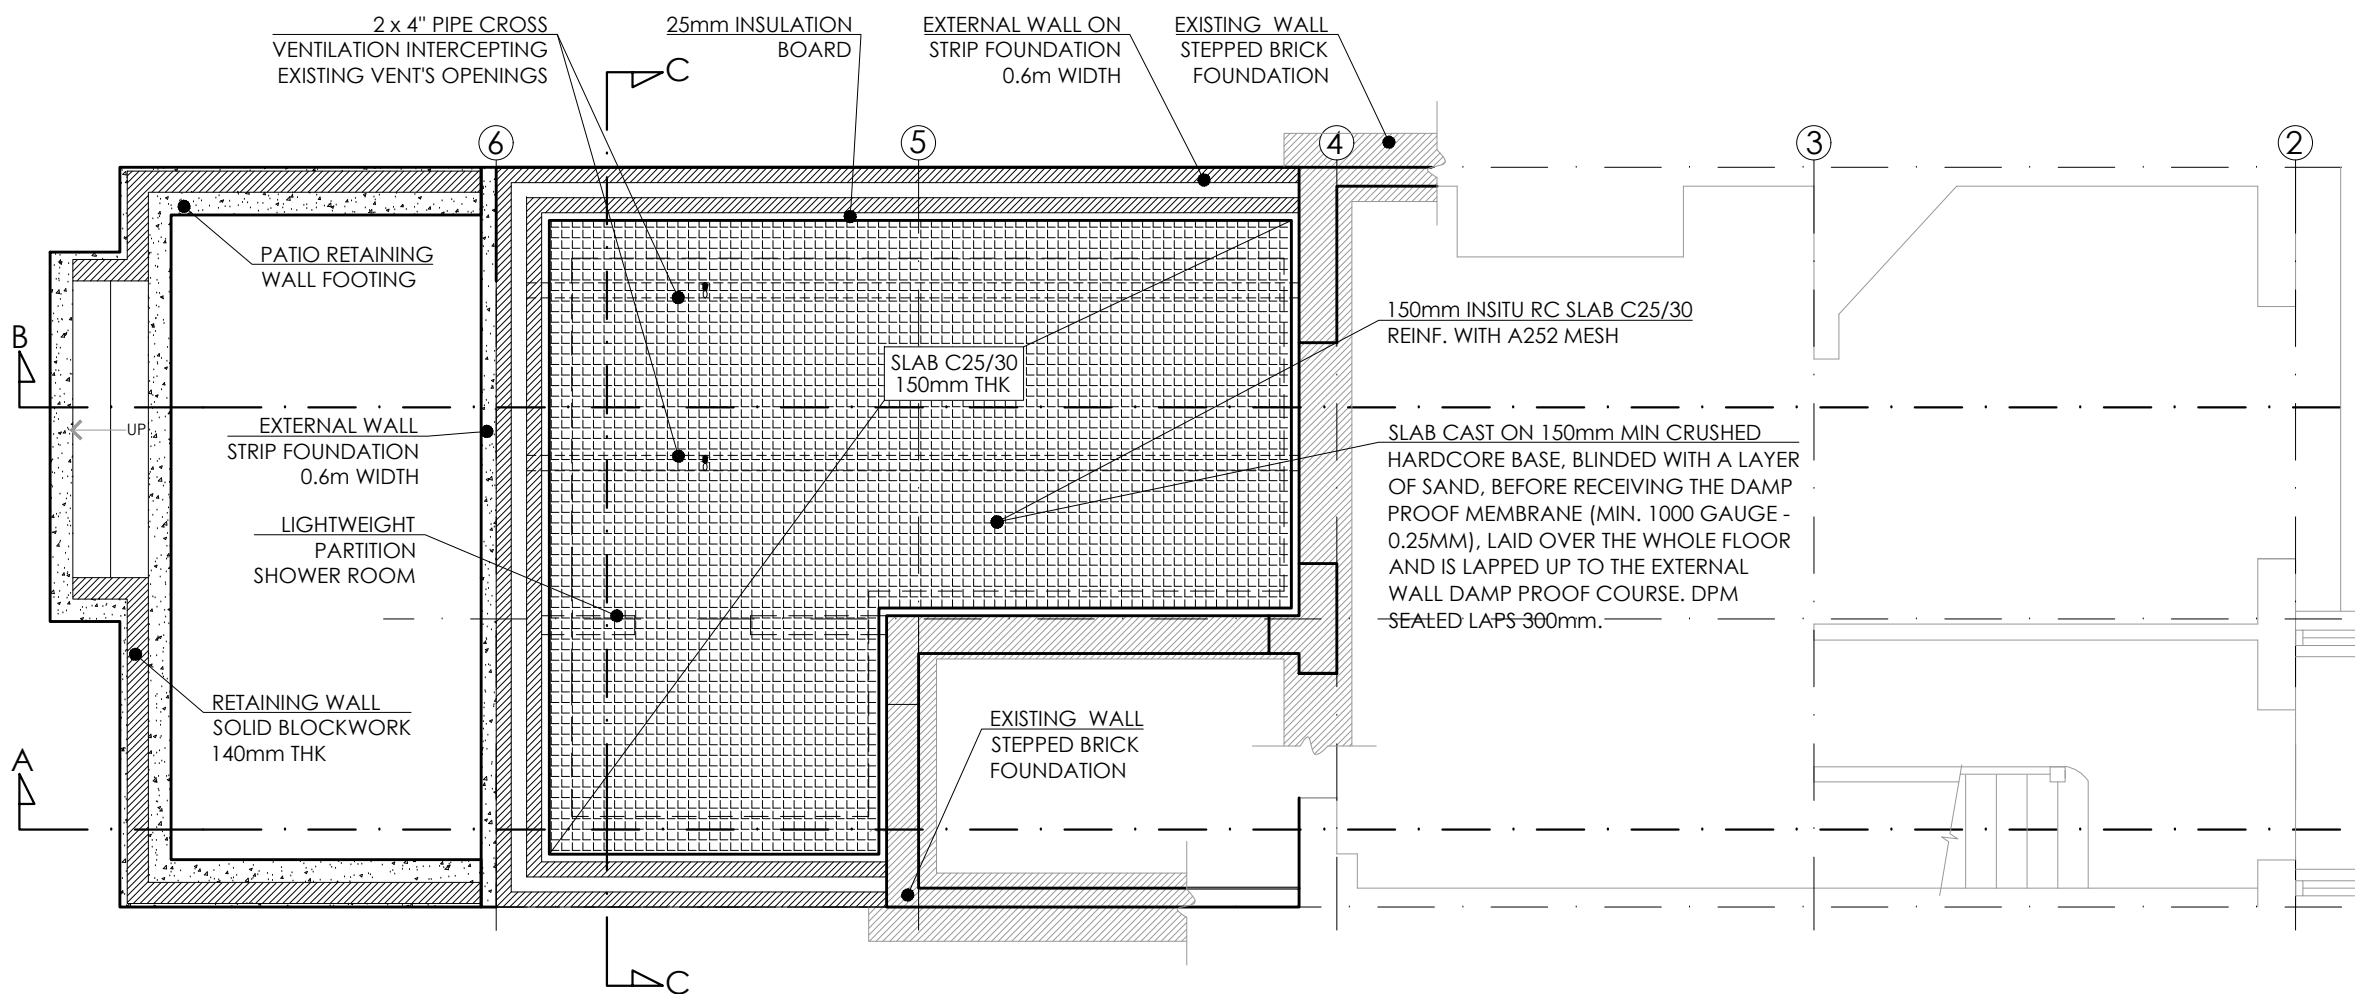 2 x 4" PIPE CROSS
VENTILATION INTERCEPTING
EXISTING VENT'S OPENINGS
25mm INSULATION
BOARD
EXTERNAL WALL ON
STRIP FOUNDATION
0.6m WIDTH
EXISTING WALL
STEPPED BRICK
FOUNDATION
C
6
5
4
3
2
PATIO RETAINING
WALL FOOTING
150mm INSITU RC SLAB C25/30
REINF. WITH A252 MESH
B
SLAB C25/30
150mm THK
UP
EXTERNAL WALL
STRIP FOUNDATION
0.6m WIDTH
SLAB CAST ON 150mm MIN CRUSHED
HARDCORE BASE, BLINDED WITH A LAYER
OF SAND, BEFORE RECEIVING THE DAMP
PROOF MEMBRANE (MIN. 1000 GAUGE -
0.25MM), LAID OVER THE WHOLE FLOOR
AND IS LAPPED UP TO THE EXTERNAL
WALL DAMP PROOF COURSE. DPM
SEALED LAPS 300mm.
LIGHTWEIGHT
PARTITION
SHOWER ROOM
RETAINING WALL
SOLID BLOCKWORK
140mm THK
EXISTING WALL
STEPPED BRICK
FOUNDATION
A
C